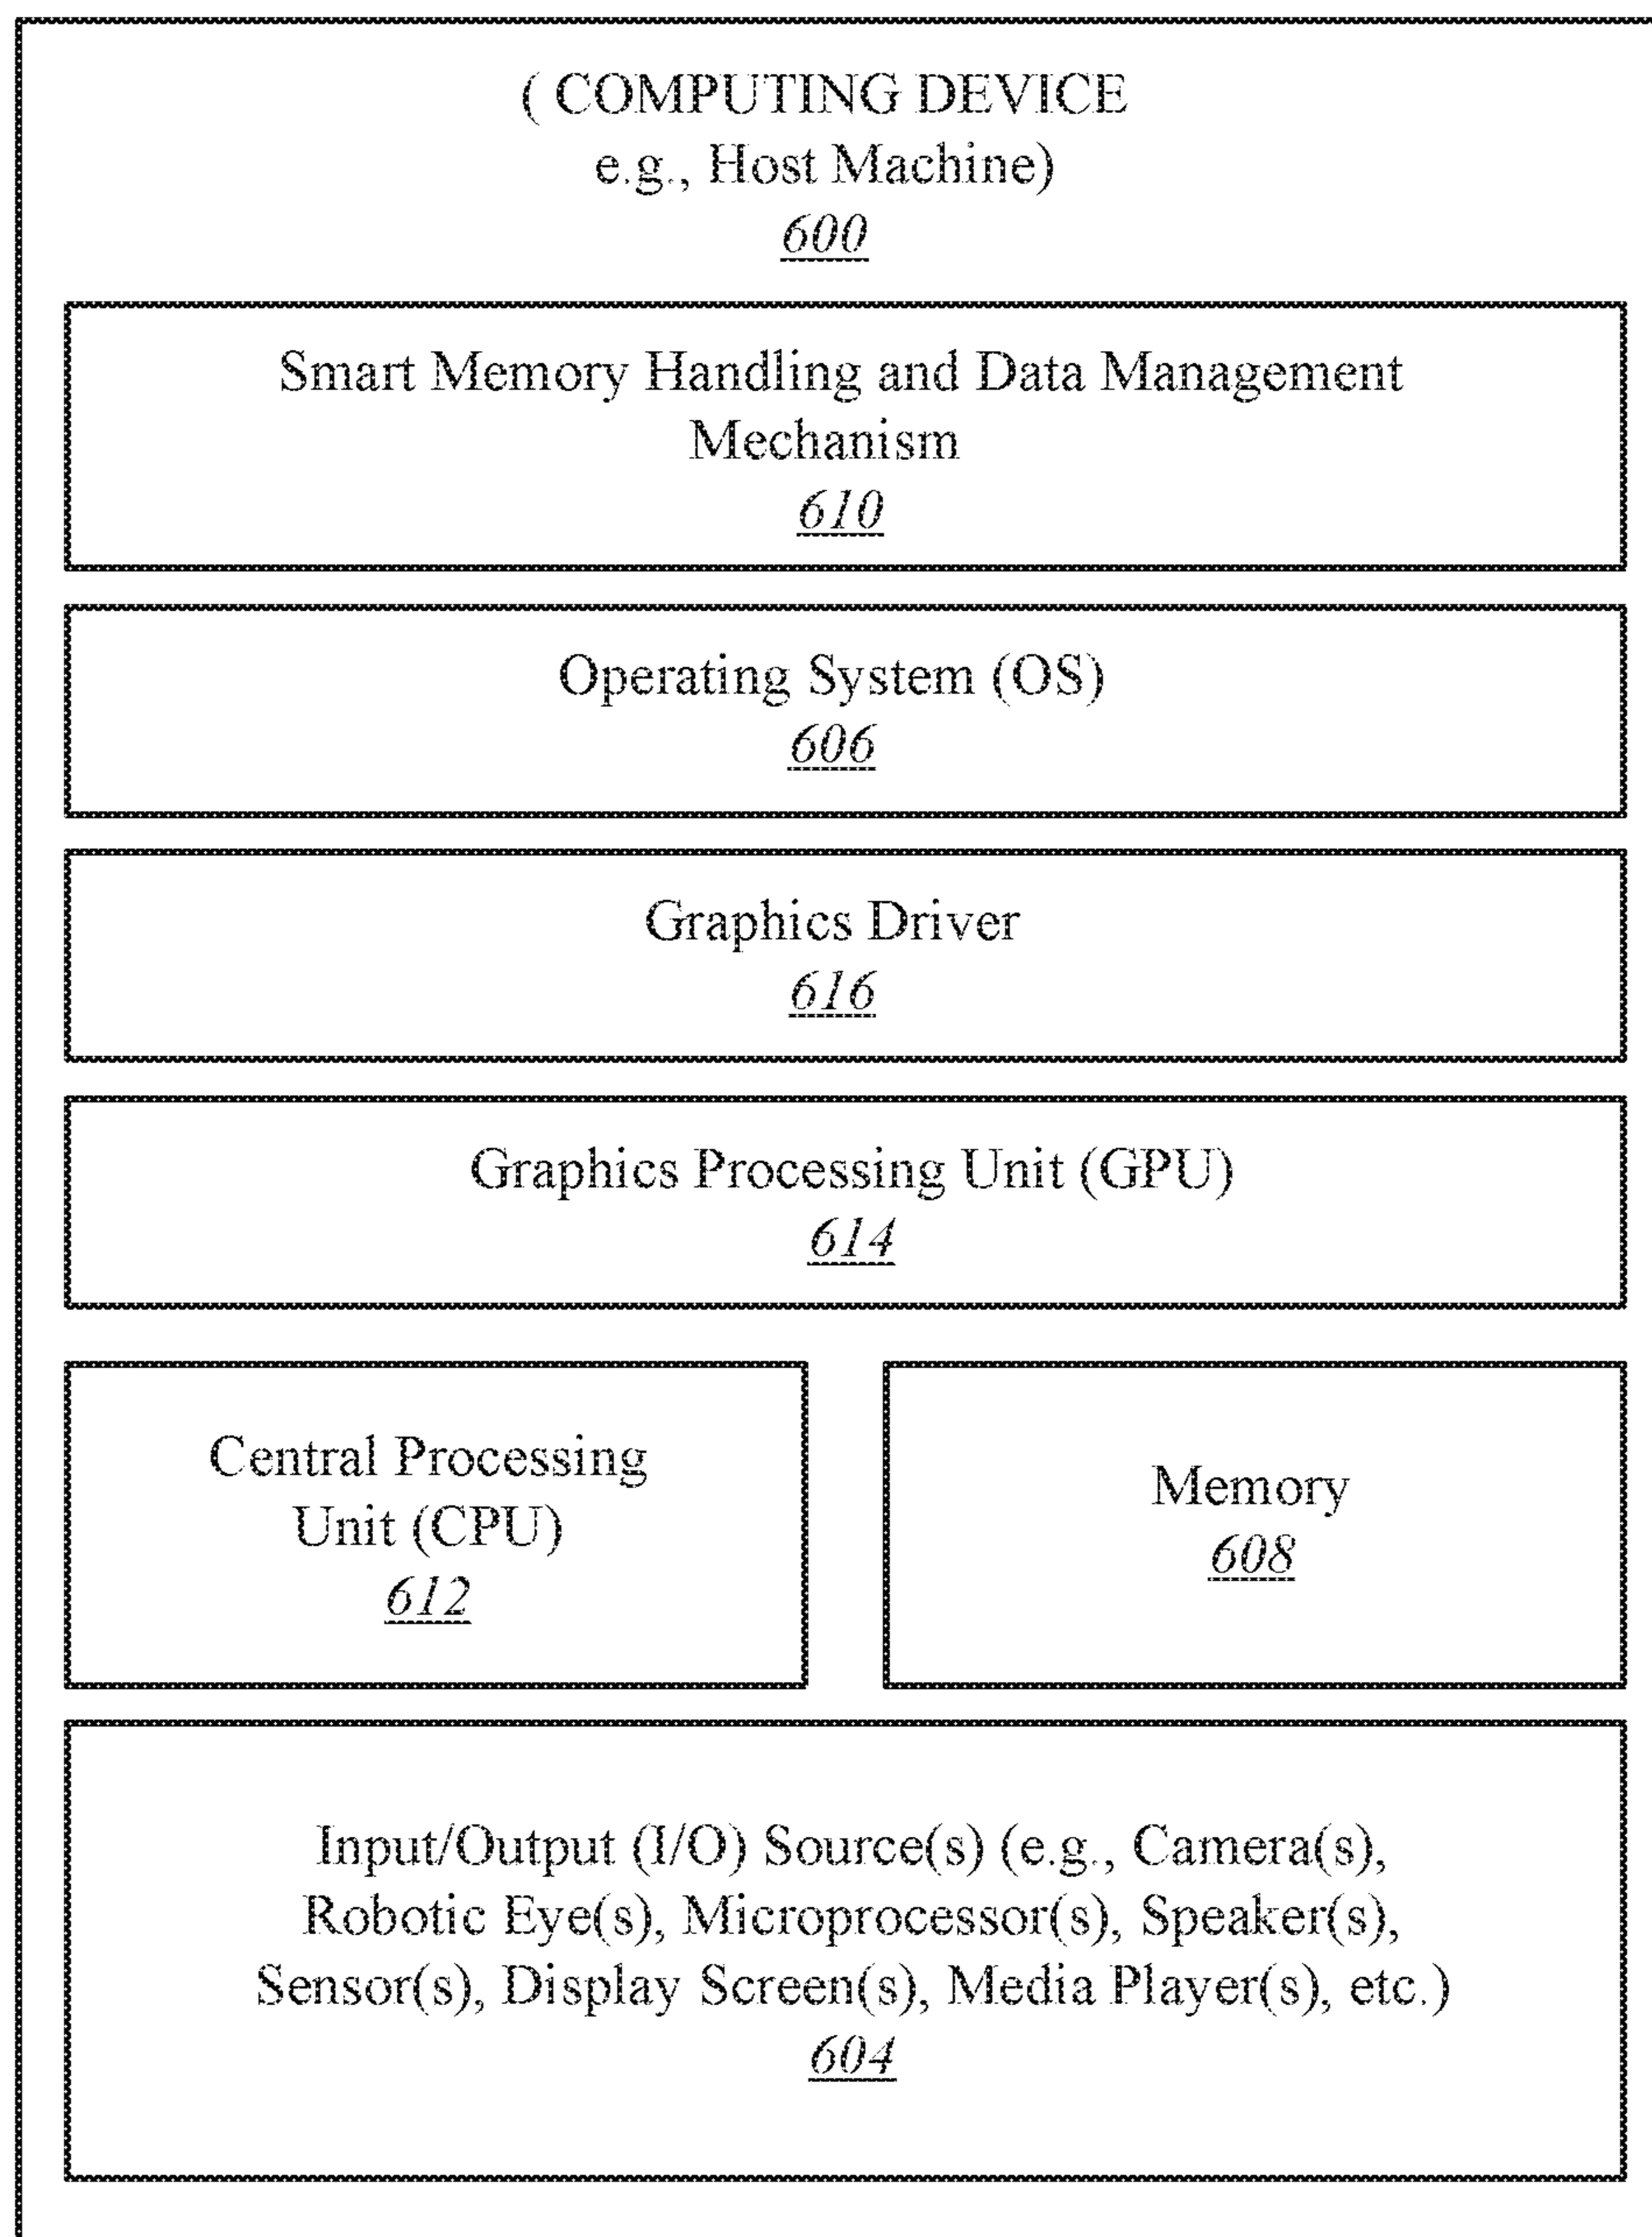 ( COMPUTING DEVICE
e.g., Host Machine)
600
Smart Memory Handling and Data Management
Mechanism
610
Operating System (OS)
606
Graphics Driver
616
Graphics Processing Unit (GPU)
614
Central Processing
Unit (CPU)
612
Memory
608
Input/Output (I/O) Source(s) (e.g., Camera(s),
Robotic Eye(s), Microprocessor(s), Speaker(s),
Sensor(s), Display Screen(s), Media Player(s), etc.)
604